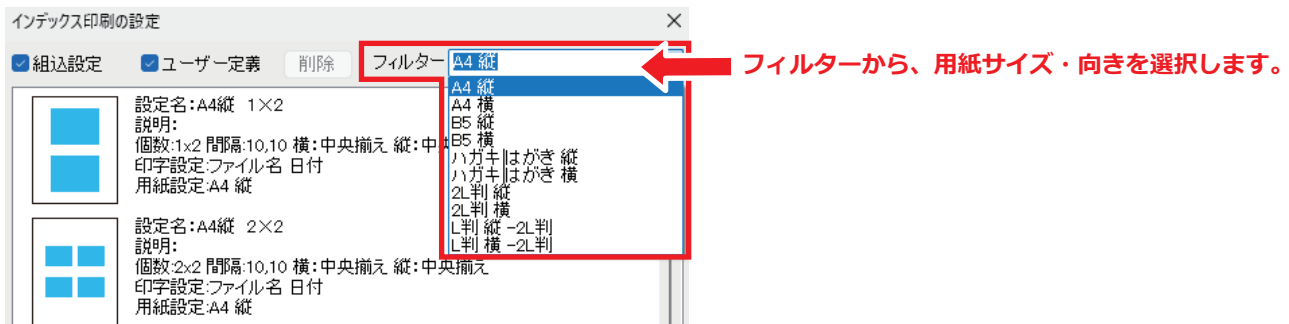 インデックス印刷の設定
組込設定 ユーザー定義 削除 フィルター A4 縦
フィルターから、用紙サイズ・向きを選択します。
A4 縦
A4 横
B5 縦
B5 横
ハガキ|はがき 縦
ハガキ|はがき 横
2L判 縦
2L判 横
L判 縦 -2L判
L判 横 -2L判
設定名:A4縦 1×2
説明:
個数:1x2 間隔:10,10 横:中央揃え 縦:中
印字設定:ファイル名 日付
用紙設定:A4 縦
設定名:A4縦 2×2
説明:
個数:2x2 間隔:10,10 横:中央揃え 縦:中央揃え
印字設定:ファイル名 日付
用紙設定:A4 縦